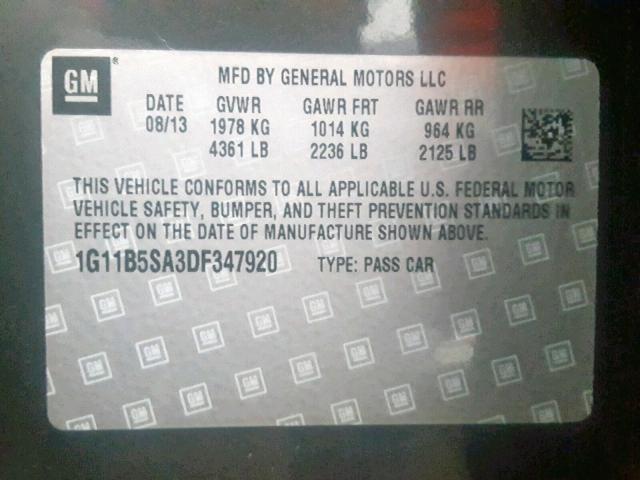 GM
MFD BY GENERAL MOTORS LLC
DATE GVWR GAWR FRT GAWR RR
08/13 1978 KG 1014 KG 964 KG
4361 LB 2236 LB 2125 LB
THIS VEHICLE CONFORMS TO ALL APPLICABLE U.S. FEDERAL MOTOR
VEHICLE SAFETY, BUMPER, AND THEFT PREVENTION STANDARDS IN
EFFECT ON THE DATE OF MANUFACTURE SHOWN ABOVE.
1G11B5SA3DF347920 TYPE: PASS CAR